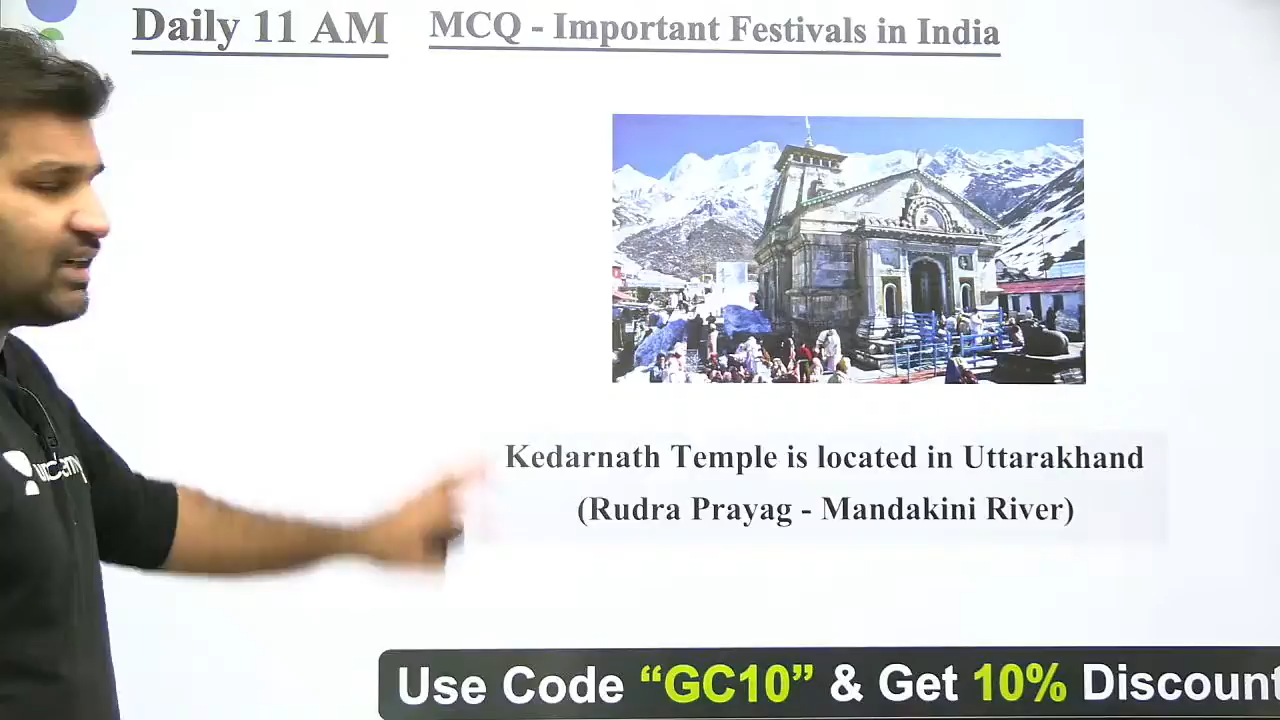 Daily 11 AM MCQ - Important Festivals in India
Kedarnath Temple is located in Uttarakhand
(Rudra Prayag - Mandakini River)
Use Code “GC10” & Get 10% Discount